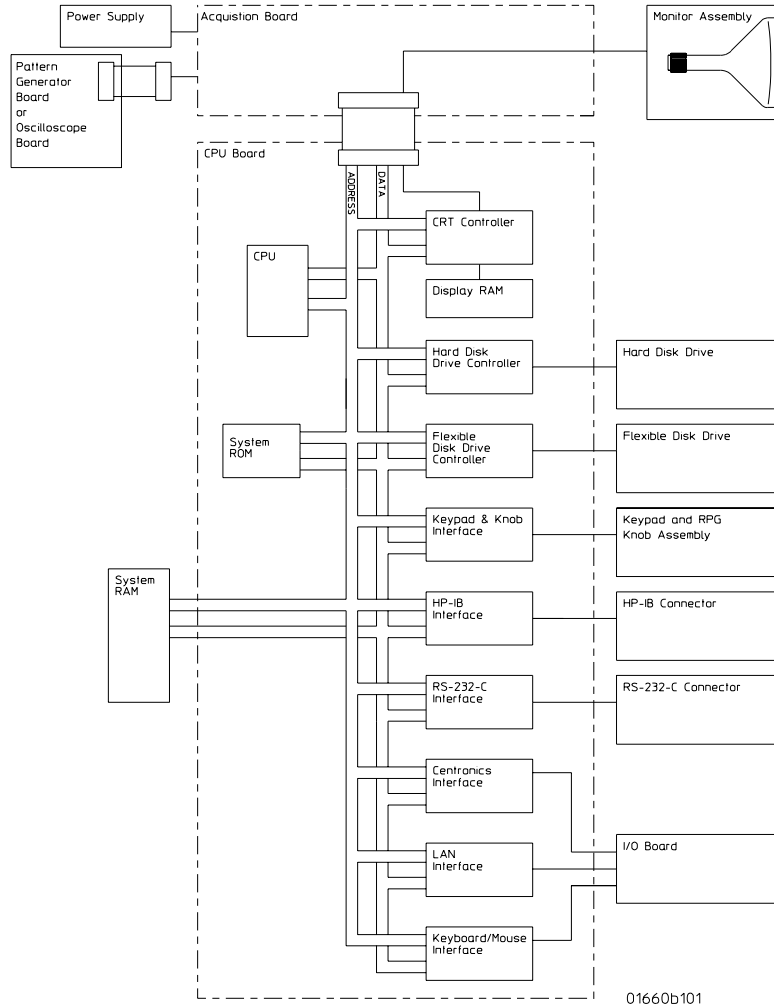 Power Supply
Acquistion Board
Monitor Assembly
Pattern
Generator
Board
or
Oscilloscope
Board
CPU Board
ADDRESS
DATA
CRT Controller
CPU
Display RAM
Hard Disk
Drive Controller
Hard Disk Drive
System
ROM
Flexible
Disk Drive
Controller
Flexible Disk Drive
Keypad & Knob
Interface
Keypad and RPG
Knob Assembly
System
RAM
HP-IB
Interface
HP-IB Connector
RS-232-C
Interface
RS-232-C Connector
Centronics
Interface
I/O Board
LAN
Interface
Keyboard/Mouse
Interface
01660b101